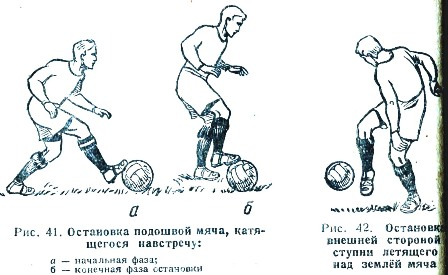 а б
Рис. 41. Остановка подошвой мяча, катя-
щегося навстречу:
а — начальная фаза;
б — конечная фаза остановки
Рис. 42. Остановка
внешней стороной
ступни летящего
над землёй мяча